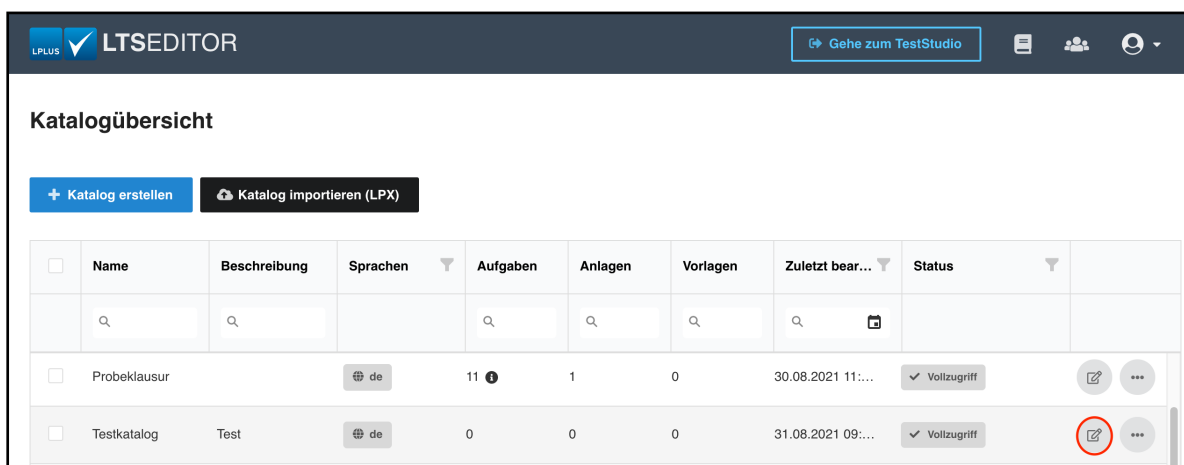 LPLUS LTSEDITOR Gehe zum TestStudio
Katalogübersicht
Katalog erstellen Katalog importieren (LPX)
Name Beschreibung Sprachen Aufgaben Anlagen Vorlagen Zuletzt bear... Status
Probeklausur de 11 1 0 30.08.2021 11:... Vollzugriff
Testkatalog Test de 0 0 0 31.08.2021 09:... Vollzugriff